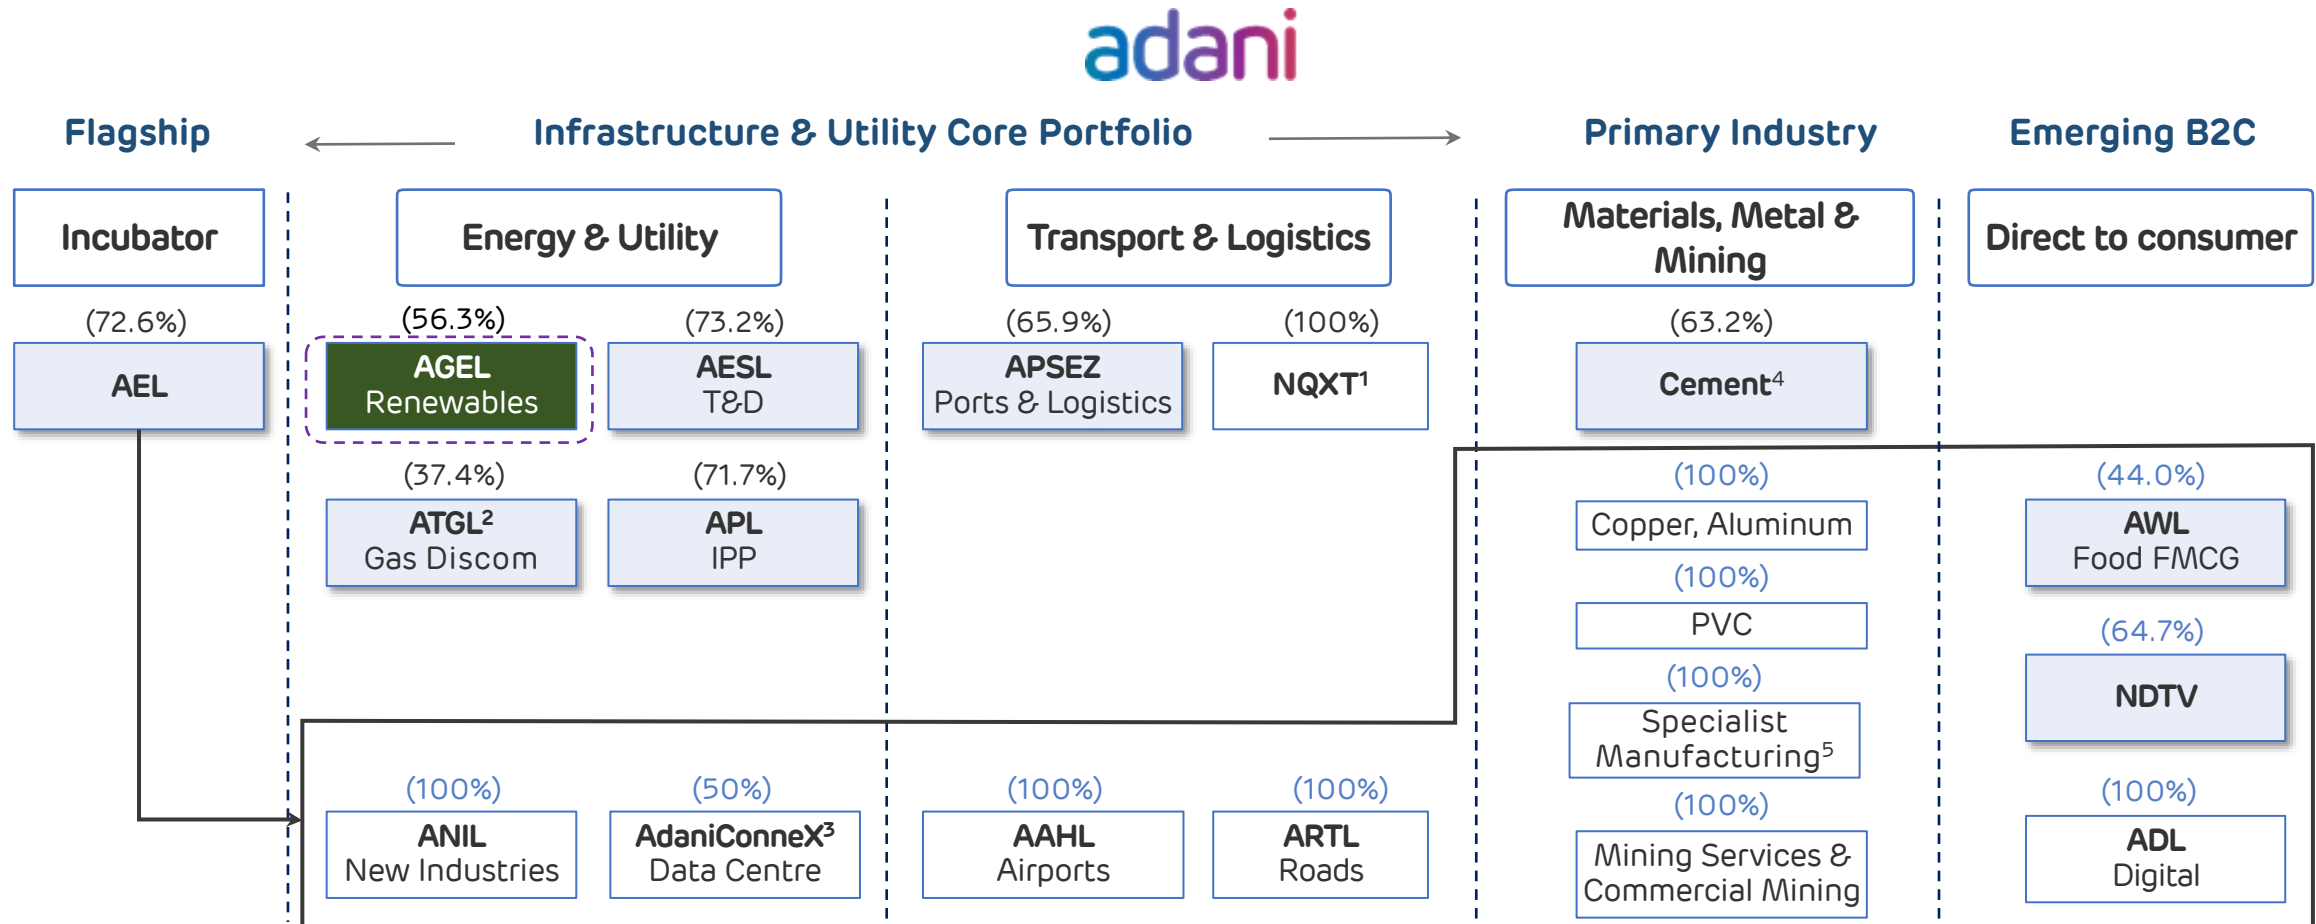 adani
Flagship
Infrastructure & Utility Core Portfolio
Primary Industry
Emerging B2C
Incubator
Energy & Utility
Transport & Logistics
Materials, Metal &
Mining
Direct to consumer
(72.6%)
AEL
(56.3%)
AGEL
Renewables
(73.2%)
AESL
T&D
(65.9%)
APSEZ
Ports & Logistics
(100%)
NQXT¹
(63.2%)
Cement⁴
(37.4%)
ATGL²
Gas Discom
(71.7%)
APL
IPP
(100%)
Copper, Aluminum
(100%)
PVC
(100%)
Specialist
Manufacturing⁵
(100%)
Mining Services &
Commercial Mining
(44.0%)
AWL
Food FMCG
(64.7%)
NDTV
(100%)
ADL
Digital
(100%)
ANIL
New Industries
(50%)
AdaniConneX³
Data Centre
(100%)
AAHL
Airports
(100%)
ARTL
Roads